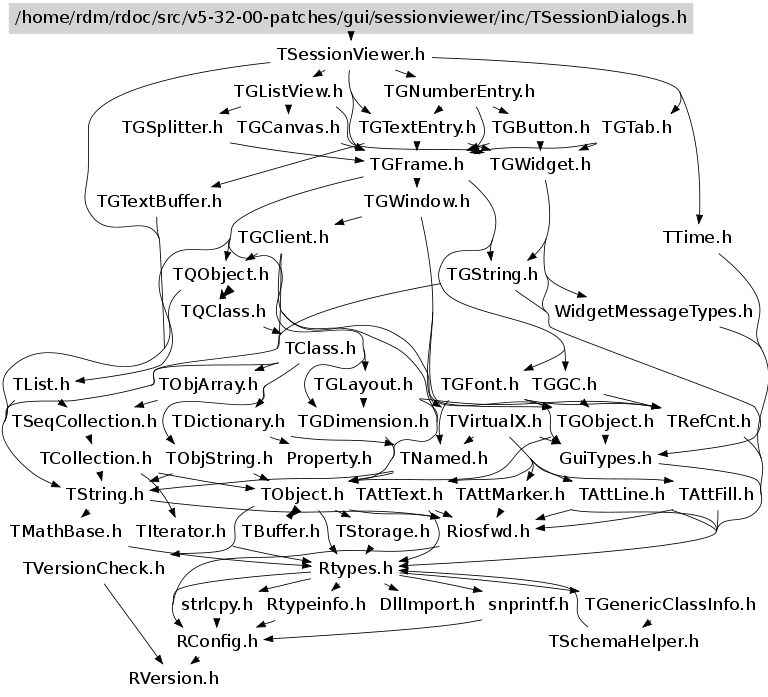 /home/rdm/rdoc/src/v5-32-00-patches/gui/sessionviewer/inc/TSessionDialogs.h
TSessionViewer.h
TGListView.h TGNumberEntry.h
TGSplitter.h TGCanvas.h TGTextEntry.h TGButton.h TGTab.h
TGFrame.h TGWidget.h
TGTextBuffer.h TGWindow.h
TGClient.h TTime.h
TQObject.h TGString.h
TQClass.h WidgetMessageTypes.h
TClass.h
TList.h TObjArray.h TGLayout.h TGFont.h TGGC.h
TSeqCollection.h TDictionary.h TGDimension.h TVirtualX.h TGObject.h TRefCnt.h
TCollection.h TObjString.h Property.h TNamed.h GuiTypes.h
TString.h TObject.h TAttText.h TAttMarker.h TAttLine.h TAttFill.h
TMathBase.h TIterator.h TBuffer.h TStorage.h Riosfwd.h
TVersionCheck.h Rtypes.h
strlcpy.h Rtypeinfo.h DllImport.h snprintf.h TGenericClassInfo.h
RConfig.h TSchemaHelper.h
RVersion.h